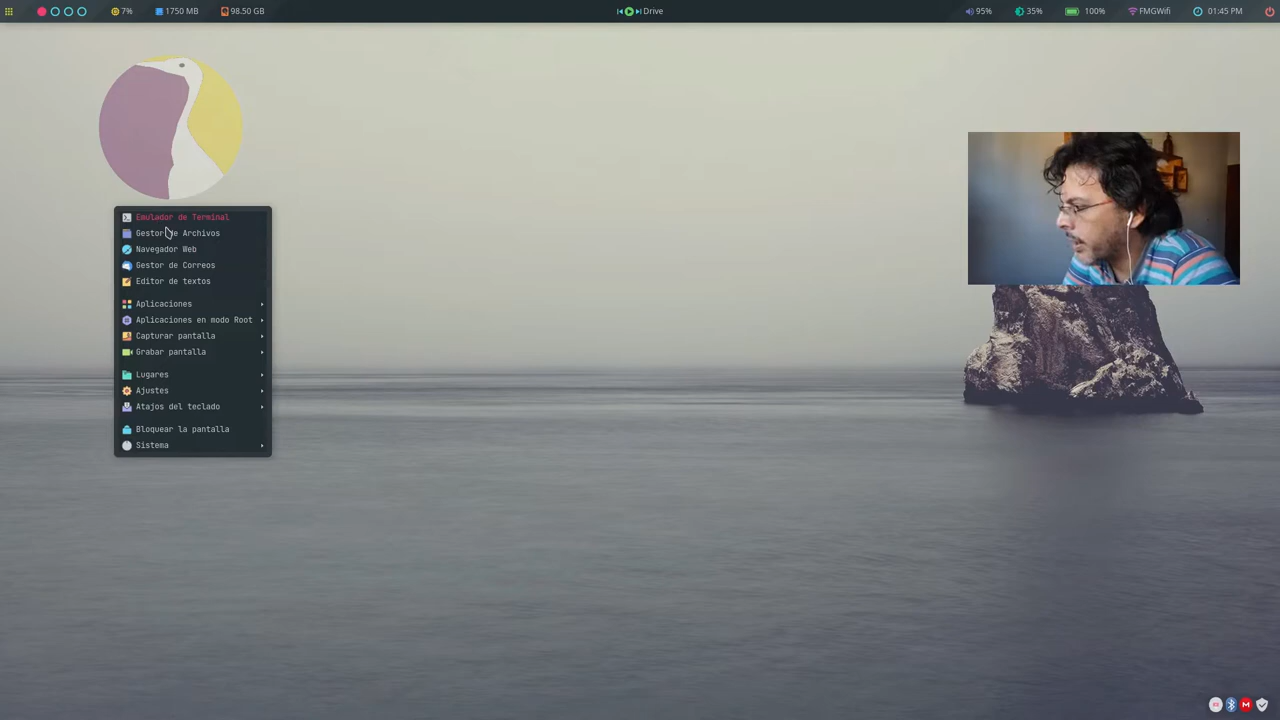 7% 1750 MB 98.50 GB Drive 95% 35% 100% FMGWifi 01:45 PM
Emulador de Terminal
Gestor de Archivos
Navegador Web
Gestor de Correos
Editor de textos
Aplicaciones
Aplicaciones en modo Root
Capturar pantalla
Grabar pantalla
Lugares
Ajustes
Atajos del teclado
Bloquear la pantalla
Sistema